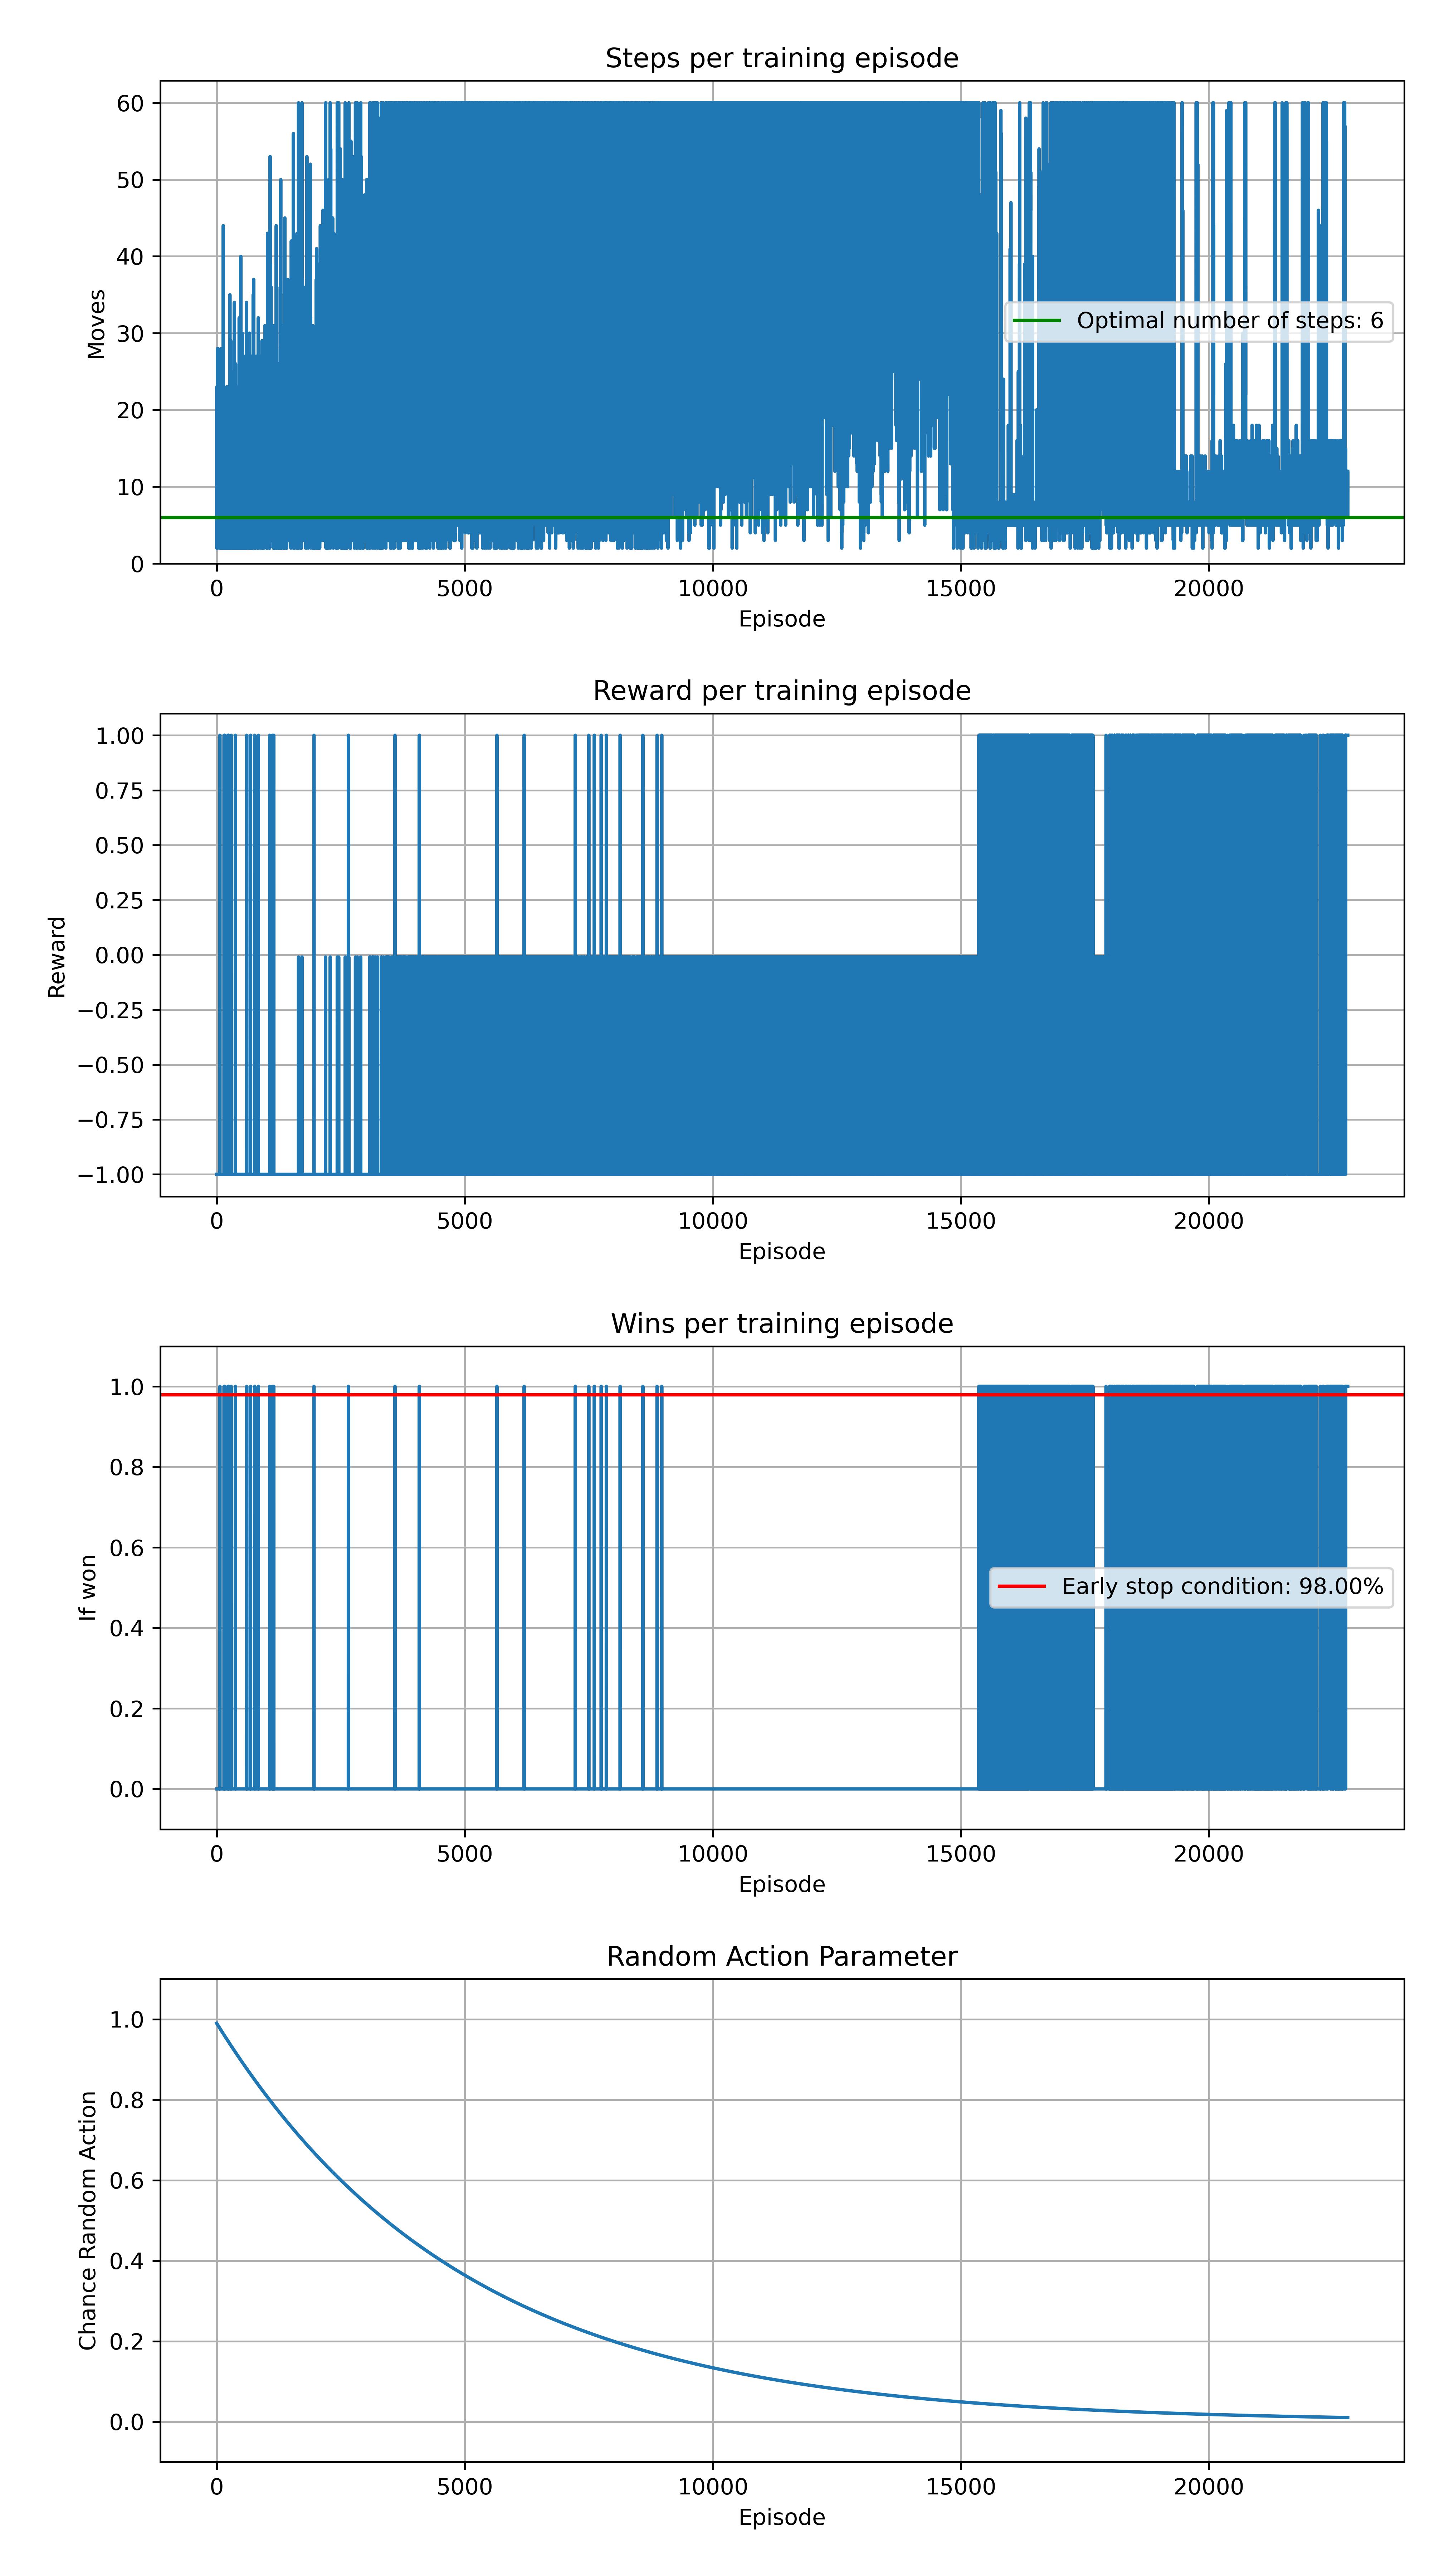 Steps per training episode
60
50
40
30
20
10
0
Moves
Optimal number of steps: 6
0 5000 10000 15000 20000
Episode
Reward per training episode
1.00
0.75
0.50
0.25
0.00
−0.25
−0.50
−0.75
−1.00
Reward
0 5000 10000 15000 20000
Episode
Wins per training episode
1.0
0.8
0.6
0.4
0.2
0.0
If won
Early stop condition: 98.00%
0 5000 10000 15000 20000
Episode
Random Action Parameter
1.0
0.8
0.6
0.4
0.2
0.0
Chance Random Action
0 5000 10000 15000 20000
Episode